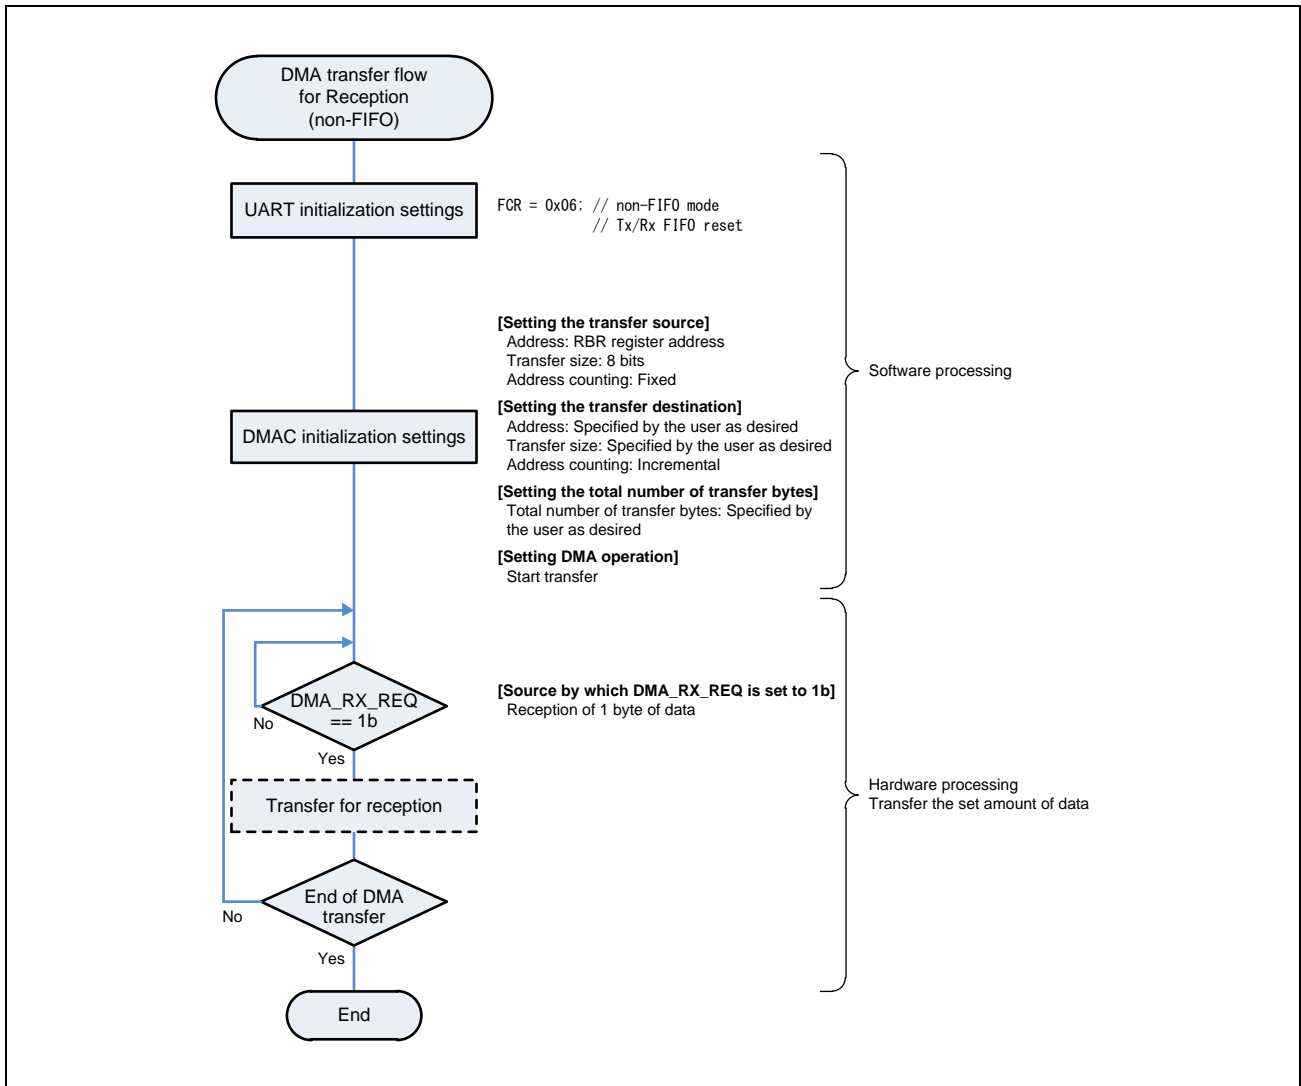 DMA transfer flow
for Reception
(non-FIFO)
UART initialization settings
FCR = 0x06; // non-FIFO mode
// Tx/Rx FIFO reset
[Setting the transfer source]
Address: RBR register address
Transfer size: 8 bits
Address counting: Fixed
Software processing
DMAC initialization settings
[Setting the transfer destination]
Address: Specified by the user as desired
Transfer size: Specified by the user as desired
Address counting: Incremental
[Setting the total number of transfer bytes]
Total number of transfer bytes: Specified by
the user as desired
[Setting DMA operation]
Start transfer
DMA_RX_REQ
== 1b
No
Yes
[Source by which DMA_RX_REQ is set to 1b]
Reception of 1 byte of data
Transfer for reception
Hardware processing
Transfer the set amount of data
End of DMA
transfer
No
Yes
End